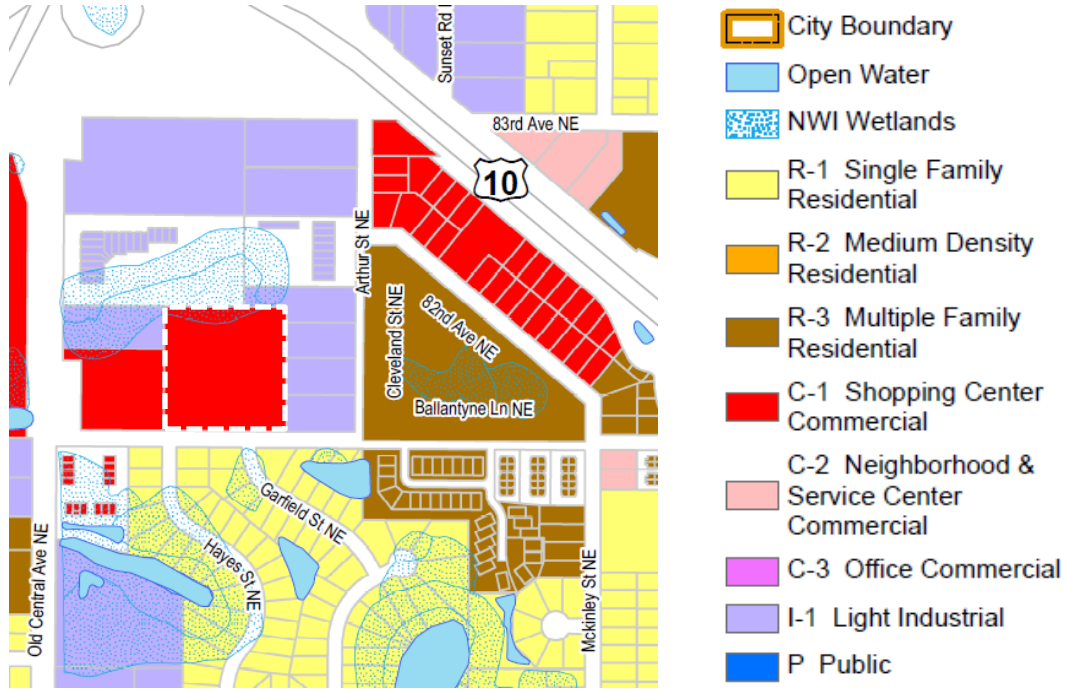 Sunset Rd
83rd Ave NE
10
Arthur St NE
Cleveland St NE
82nd Ave NE
Ballantyne Ln NE
Garfield St NE
Hayes St NE
Old Central Ave NE
Mckinley St NE
City Boundary
Open Water
NWI Wetlands
R-1 Single Family
Residential
R-2 Medium Density
Residential
R-3 Multiple Family
Residential
C-1 Shopping Center
Commercial
C-2 Neighborhood &
Service Center
Commercial
C-3 Office Commercial
I-1 Light Industrial
P Public